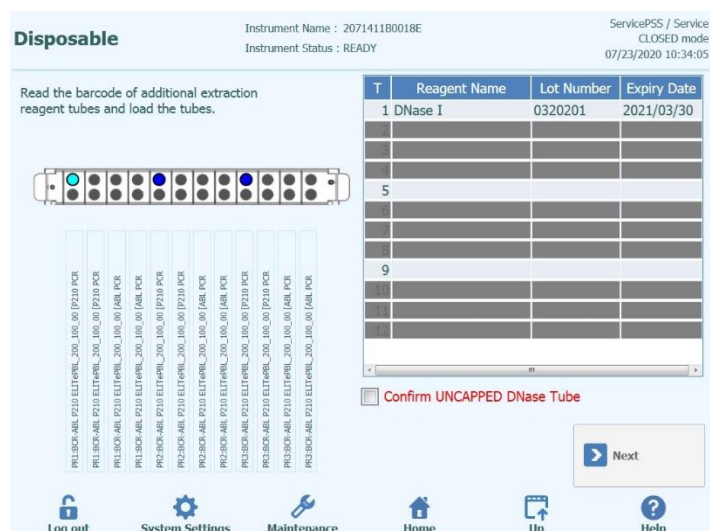 Disposable
Instrument Name : 2071411B0018E
Instrument Status : READY
ServicePSS / Service
CLOSED mode
07/23/2020 10:34:05
Read the barcode of additional extraction
reagent tubes and load the tubes.
T Reagent Name Lot Number Expiry Date
1 DNase I 0320201 2021/03/30
2
3
4
5
6
7
8
9
10
11
12
PR1:BCR-ABL P210 ELITePBL_200_100_00 [P210 PCR
PR1:BCR-ABL P210 ELITePBL_200_100_00 [P210 PCR
PR1:BCR-ABL P210 ELITePBL_200_100_00 [ABL PCR
PR1:BCR-ABL P210 ELITePBL_200_100_00 [ABL PCR
PR2:BCR-ABL P210 ELITePBL_200_100_00 [P210 PCR
PR2:BCR-ABL P210 ELITePBL_200_100_00 [P210 PCR
PR2:BCR-ABL P210 ELITePBL_200_100_00 [ABL PCR
PR2:BCR-ABL P210 ELITePBL_200_100_00 [ABL PCR
PR3:BCR-ABL P210 ELITePBL_200_100_00 [P210 PCR
PR3:BCR-ABL P210 ELITePBL_200_100_00 [P210 PCR
PR3:BCR-ABL P210 ELITePBL_200_100_00 [ABL PCR
PR3:BCR-ABL P210 ELITePBL_200_100_00 [ABL PCR
Confirm UNCAPPED DNase Tube
Next
Log out System Settings Maintenance Home Up Help